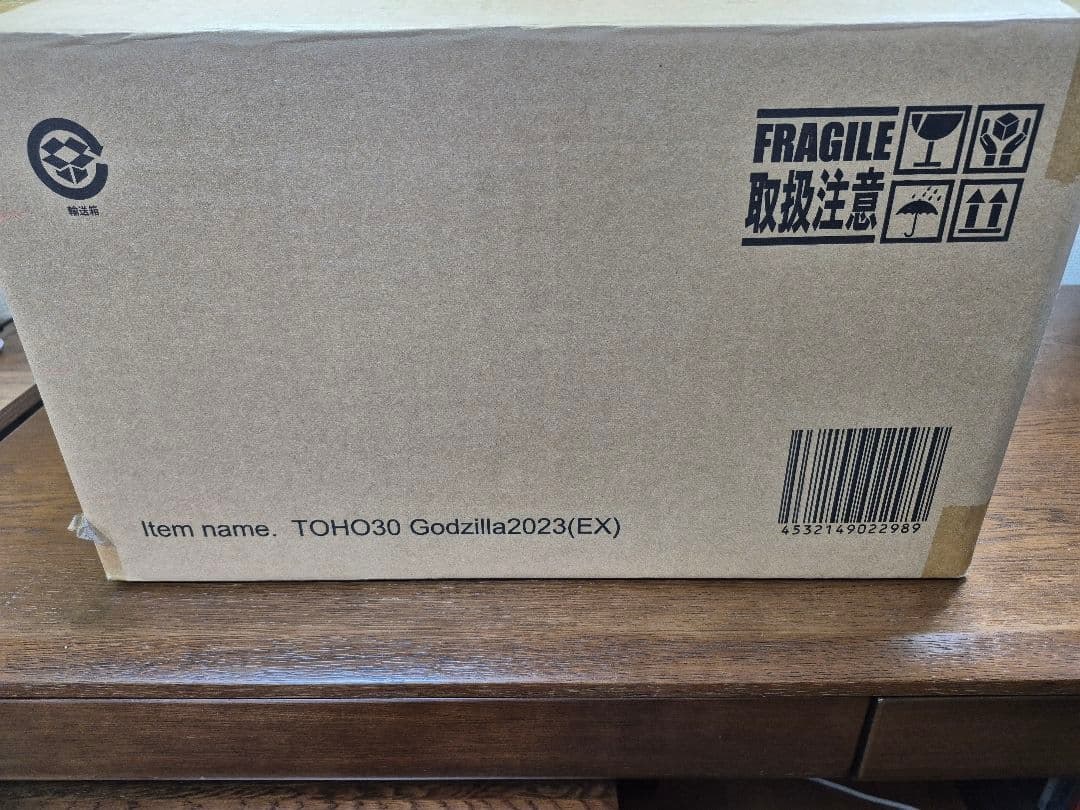 輸送箱
FRAGILE
取扱注意
Item name. TOHO30 Godzilla2023(EX)
4532149022989